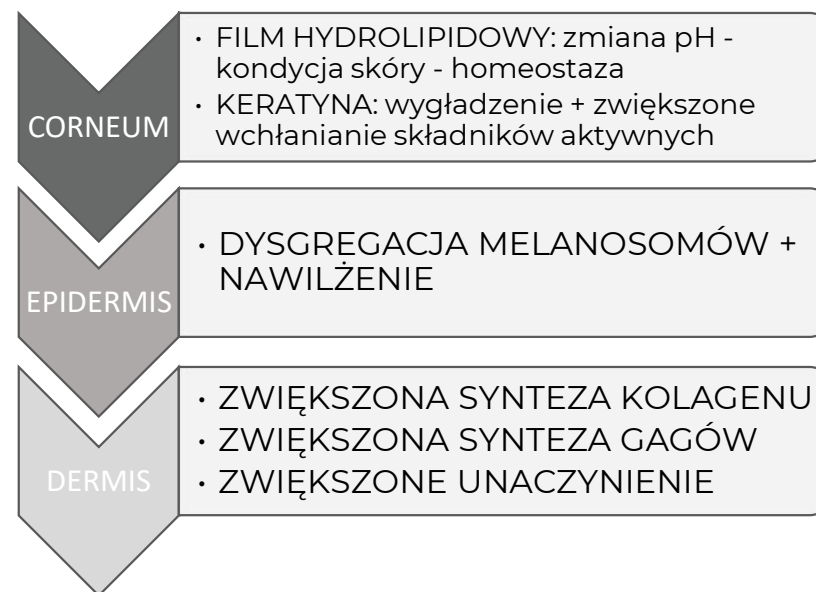 CORNEUM
• FILM HYDROLIPIDOWY: zmiana pH -
kondycja skóry - homeostaza
• KERATYNA: wygładzenie + zwiększone
wchłanianie składników aktywnych
EPIDERMIS
• DYSGREGACJA MELANOSOMÓW +
NAWILŻENIE
DERMIS
• ZWIĘKSZONA SYNTEZA KOLAGENU
• ZWIĘKSZONA SYNTEZA GAGÓW
• ZWIĘKSZONE UNACZYNIENIE